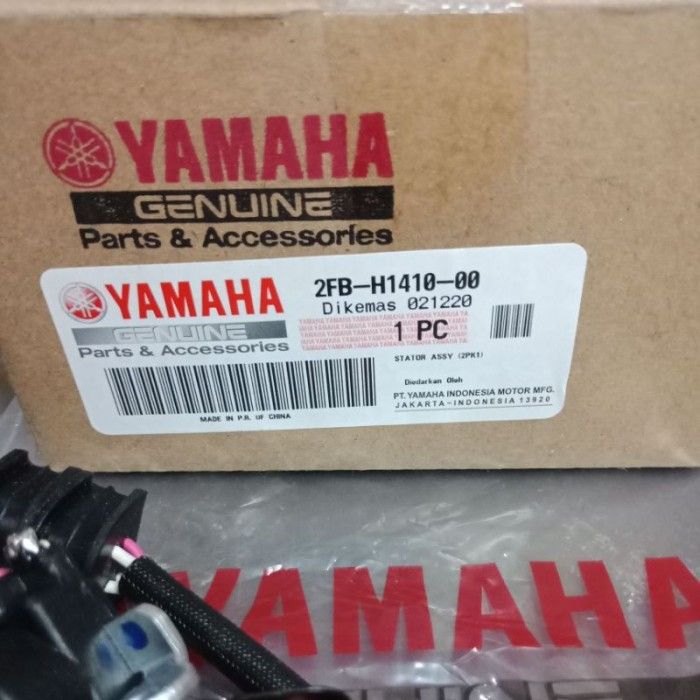 YAMAHA
GENUINE
Parts & Accessories
YAMAHA
GENUINE
Parts & Accessories
2FB-H1410-00
Dikemas 021220
1 PC
STATOR ASSY (2PK1)
Diedarkan Oleh
PT. YAMAHA INDONESIA MOTOR MFG.
JAKARTA-INDONESIA 13920
MADE IN P.R. OF CHINA
YAMAHA
GENUINE